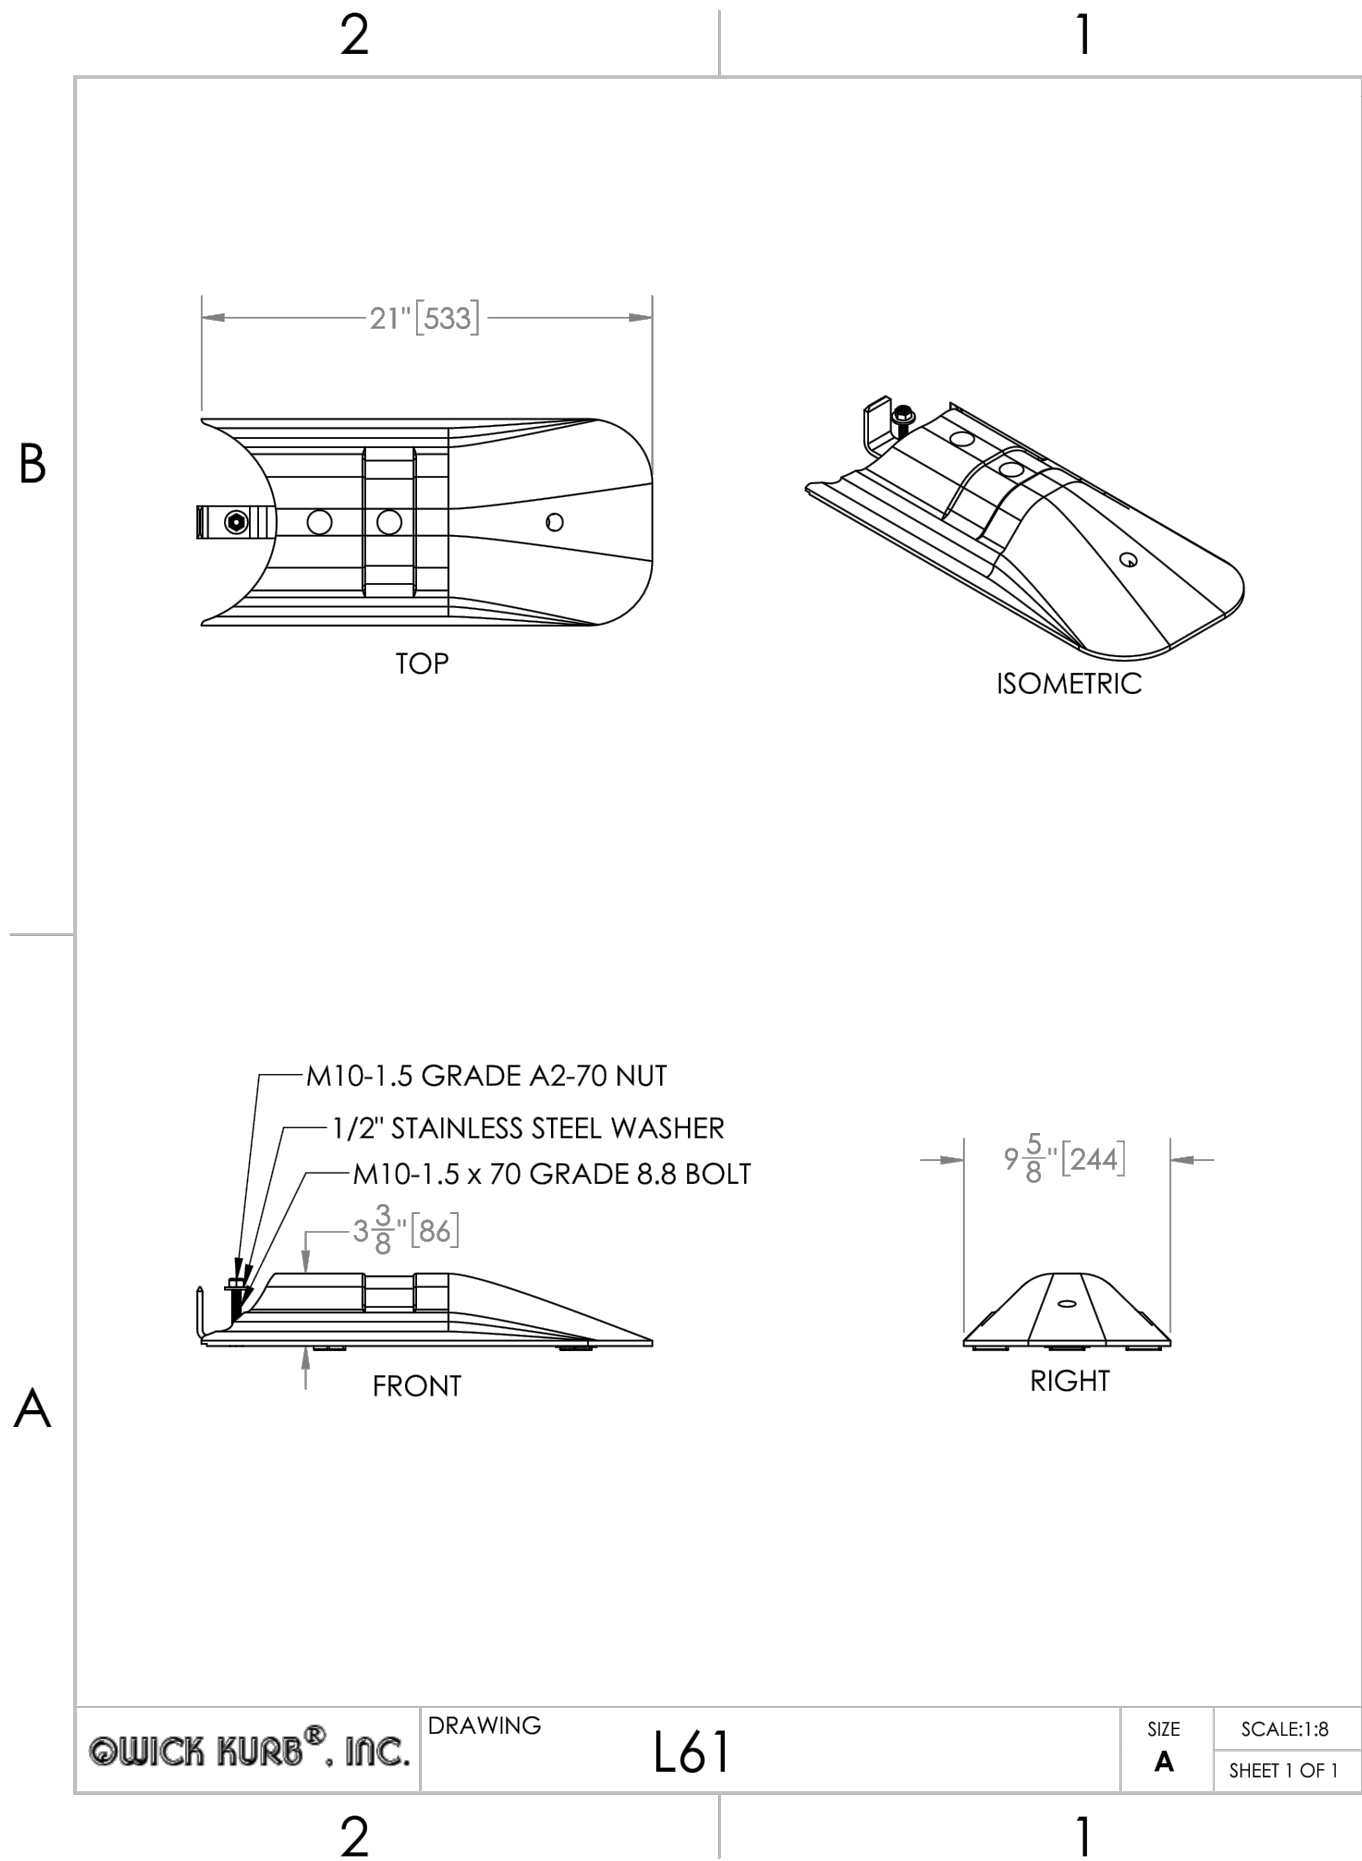 2
1
B
21"[533]
TOP
ISOMETRIC
M10-1.5 GRADE A2-70 NUT
1/2" STAINLESS STEEL WASHER
M10-1.5 x 70 GRADE 8.8 BOLT
3 3/8"[86]
9 5/8"[244]
FRONT
RIGHT
A
QWICK KURB®, INC.
DRAWING
L61
SIZE
A
SCALE:1:8
SHEET 1 OF 1
2
1